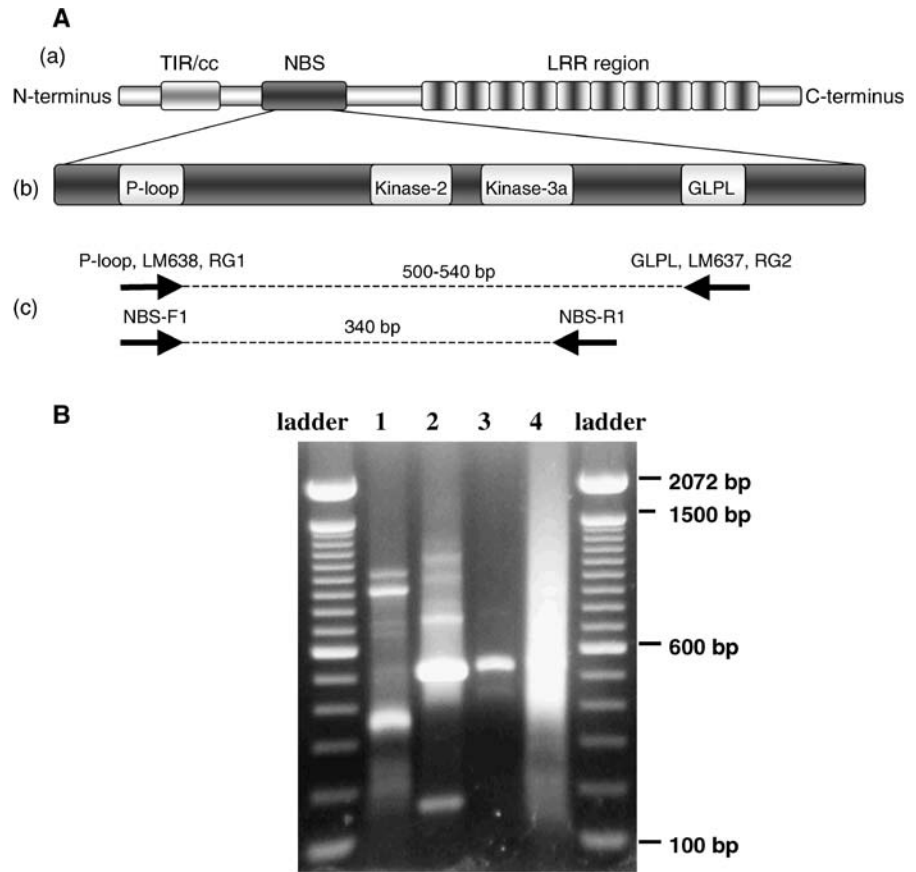 A
(a)
TIR/cc NBS LRR region
N-terminus C-terminus
(b) P-loop Kinase-2 Kinase-3a GLPL
P-loop, LM638, RG1 500-540 bp GLPL, LM637, RG2
(c)
NBS-F1 340 bp NBS-R1
B
ladder 1 2 3 4 ladder
2072 bp
1500 bp
600 bp
100 bp